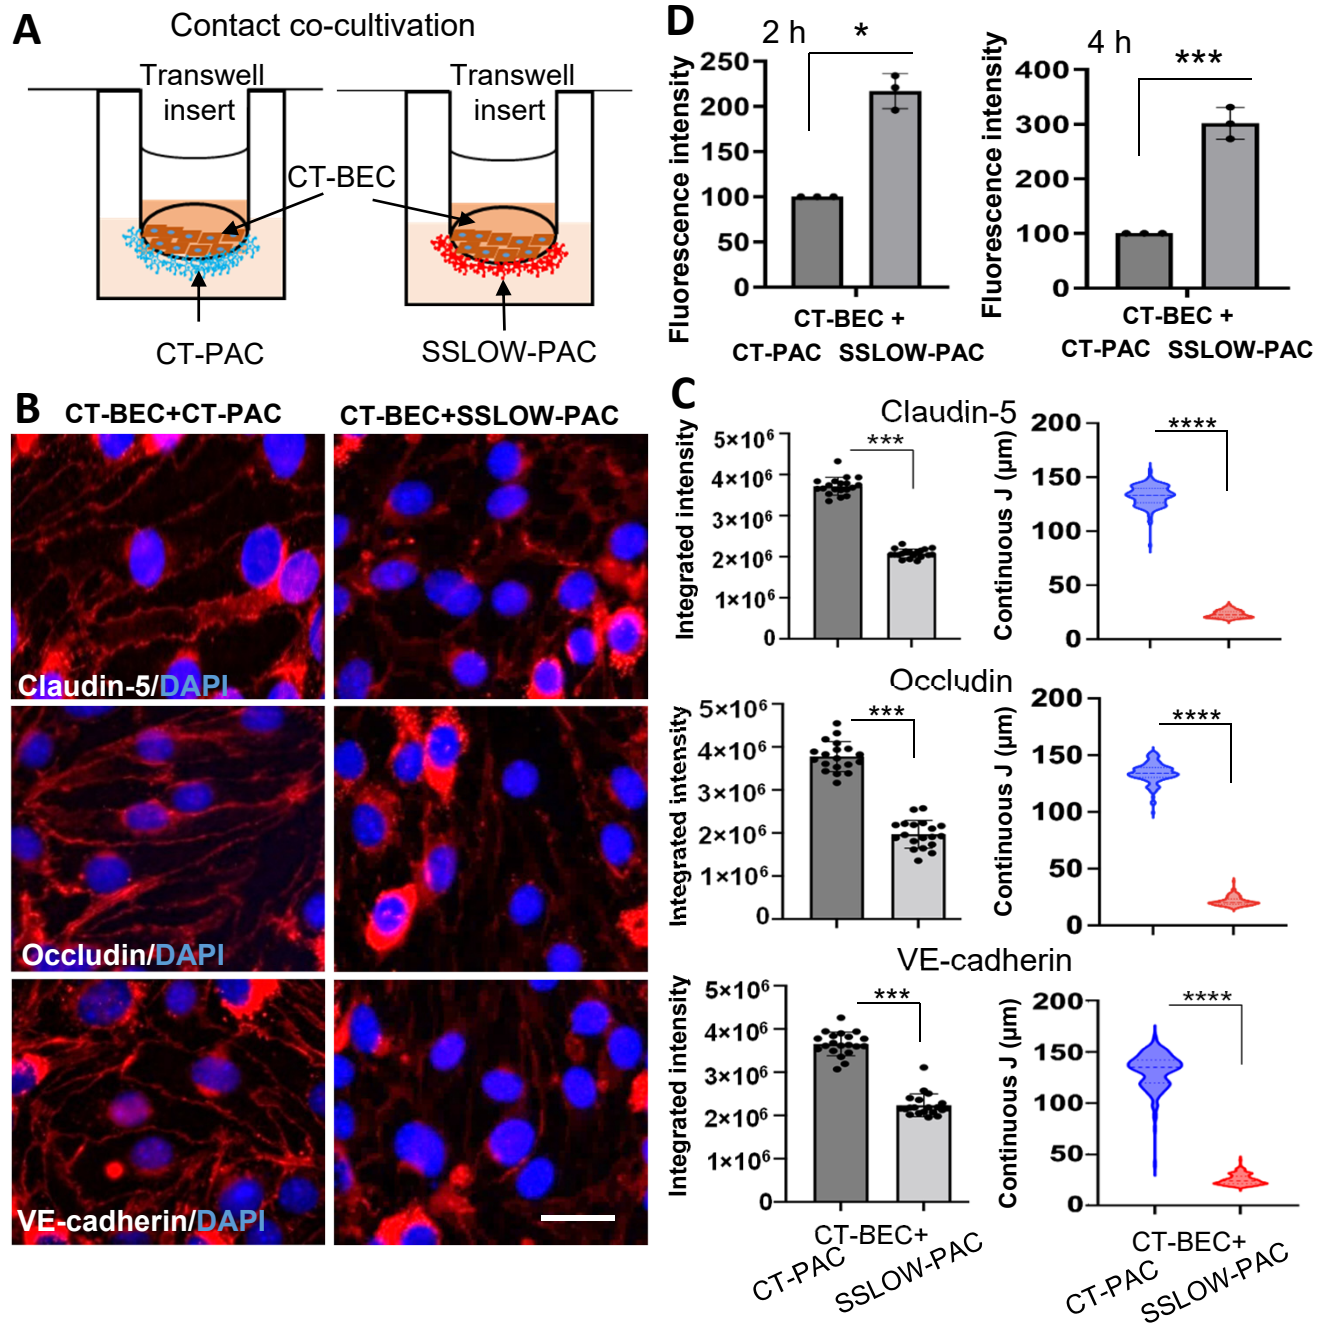 A
Contact co-cultivation
Transwell
insert
Transwell
insert
CT-BEC
CT-PAC
SSLOW-PAC
D
2 h
*
Fluorescence intensity
250
200
150
100
50
0
CT-BEC +
CT-PAC SSLOW-PAC
4 h
***
Fluorescence intensity
400
300
200
100
0
CT-BEC +
CT-PAC SSLOW-PAC
B
CT-BEC+CT-PAC
CT-BEC+SSLOW-PAC
Claudin-5/DAPI
Occludin/DAPI
VE-cadherin/DAPI
C
Claudin-5
Integrated intensity
5×10⁶
4×10⁶
3×10⁶
2×10⁶
1×10⁶
0
***
Continuous J (µm)
200
150
100
50
0
****
Occludin
Integrated intensity
5×10⁶
4×10⁶
3×10⁶
2×10⁶
1×10⁶
0
***
Continuous J (µm)
200
150
100
50
0
****
VE-cadherin
Integrated intensity
5×10⁶
4×10⁶
3×10⁶
2×10⁶
1×10⁶
0
***
CT-BEC+
CT-PAC
SSLOW-PAC
Continuous J (µm)
200
150
100
50
0
****
CT-BEC+
CT-PAC
SSLOW-PAC